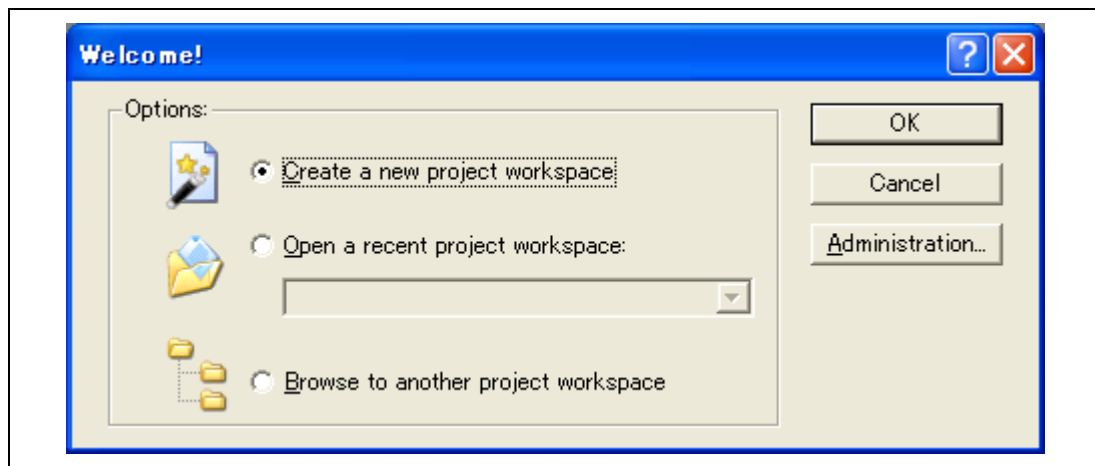 Welcome!
Options:
Create a new project workspace
Open a recent project workspace:
Browse to another project workspace
OK
Cancel
Administration...